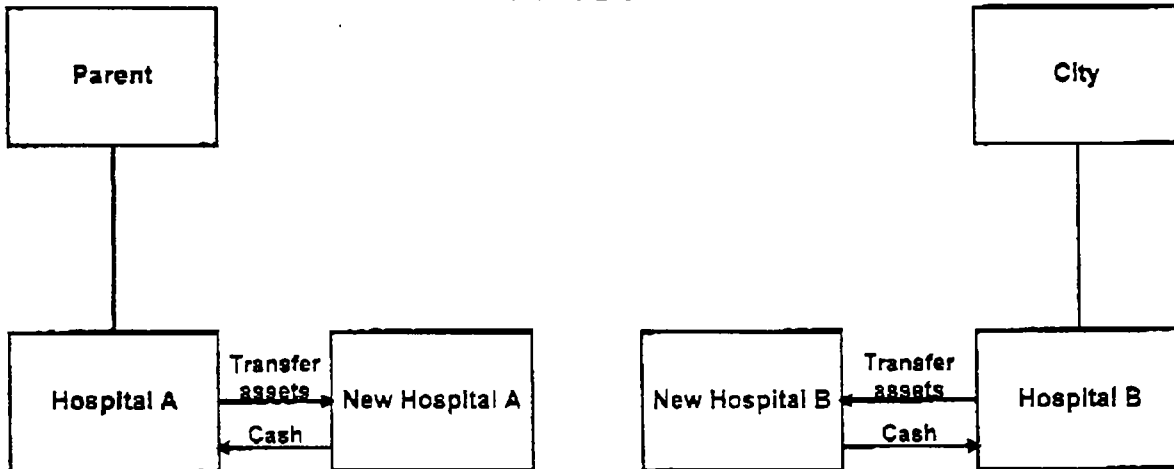 Parent
City
Hospital A
Transfer
assets
Cash
New Hospital A
New Hospital B
Transfer
assets
Cash
Hospital B